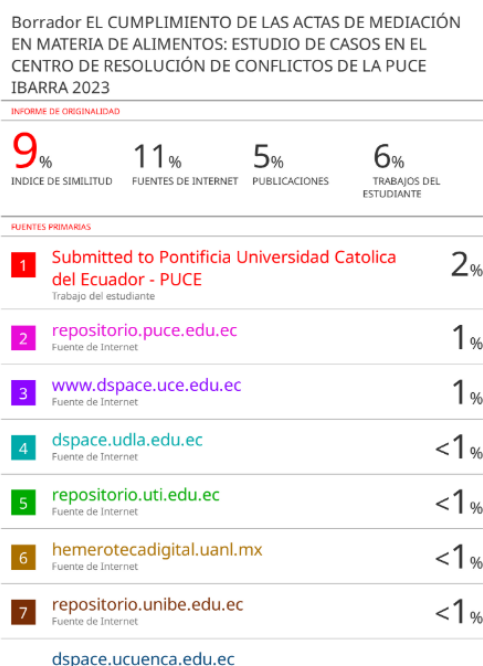 Borrador EL CUMPLIMIENTO DE LAS ACTAS DE MEDIACIÓN
EN MATERIA DE ALIMENTOS: ESTUDIO DE CASOS EN EL
CENTRO DE RESOLUCIÓN DE CONFLICTOS DE LA PUCE
IBARRA 2023
INFORME DE ORIGINALIDAD
9% 11% 5% 6%
INDICE DE SIMILITUD FUENTES DE INTERNET PUBLICACIONES TRABAJOS DEL
ESTUDIANTE
FUENTES PRIMARIAS
1 Submitted to Pontificia Universidad Catolica
del Ecuador - PUCE 2%
Trabajo del estudiante
2 repositorio.puce.edu.ec 1%
Fuente de Internet
3 www.dspace.uce.edu.ec 1%
Fuente de Internet
4 dspace.udla.edu.ec <1%
Fuente de Internet
5 repositorio.uti.edu.ec <1%
Fuente de Internet
6 hemerotecadigital.uanl.mx <1%
Fuente de Internet
7 repositorio.unibe.edu.ec <1%
Fuente de Internet
dspace.ucuenca.edu.ec